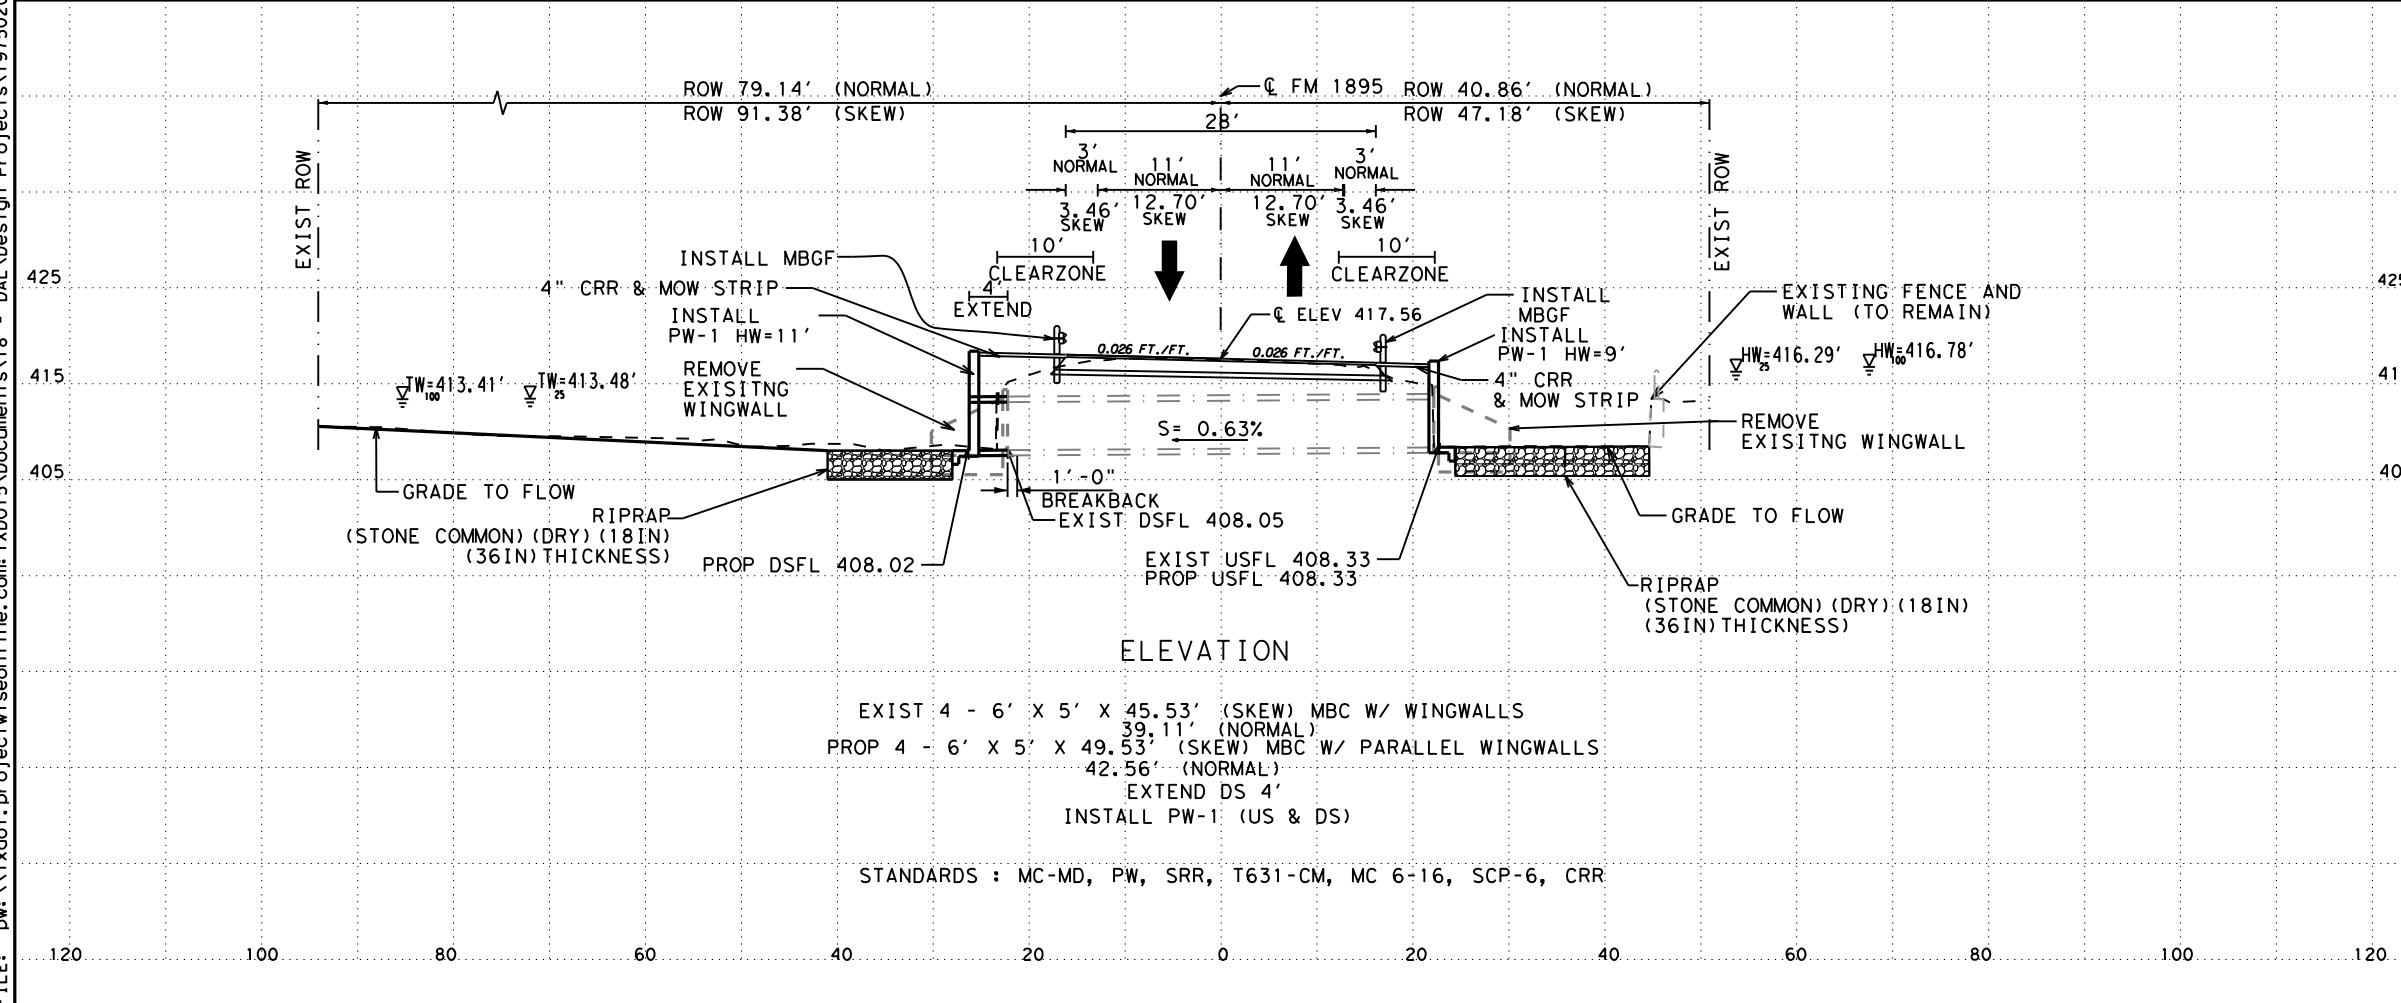 ROW 79.14' (NORMAL)
ROW 91.38' (SKEW)
℄ FM 1895
ROW 40.86' (NORMAL)
ROW 47.18' (SKEW)
28'
3'
NORMAL
11'
NORMAL
11'
NORMAL
3'
NORMAL
3.46'
SKEW
12.70'
SKEW
12.70'
SKEW
3.46'
SKEW
EXIST ROW
EXIST ROW
10'
CLEARZONE
10'
CLEARZONE
INSTALL MBGF
4" CRR & MOW STRIP
4'
EXTEND
INSTALL
PW-1 HW=11'
REMOVE
EXISITNG
WINGWALL
℄ ELEV 417.56
0.026 FT./FT.
0.026 FT./FT.
INSTALL
MBGF
INSTALL
PW-1 HW=9'
4" CRR
& MOW STRIP
EXISTING FENCE AND
WALL (TO REMAIN)
HW25=416.29'
HW100=416.78'
REMOVE
EXISITNG WINGWALL
425
415
405
TW100=413.41'
TW25=413.48'
S= 0.63%
GRADE TO FLOW
RIPRAP
(STONE COMMON)(DRY)(18IN)
(36IN)THICKNESS)
1'-0"
BREAKBACK
EXIST DSFL 408.05
PROP DSFL 408.02
EXIST USFL 408.33
PROP USFL 408.33
GRADE TO FLOW
RIPRAP
(STONE COMMON)(DRY)(18IN)
(36IN)THICKNESS)
ELEVATION
EXIST 4 - 6' X 5' X 45.53' (SKEW) MBC W/ WINGWALLS
39.11' (NORMAL)
PROP 4 - 6' X 5' X 49.53' (SKEW) MBC W/ PARALLEL WINGWALLS
42.56' (NORMAL)
EXTEND DS 4'
INSTALL PW-1 (US & DS)
STANDARDS : MC-MD, PW, SRR, T631-CM, MC 6-16, SCP-6, CRR
120 100 80 60 40 20 0 20 40 60 80 100 120